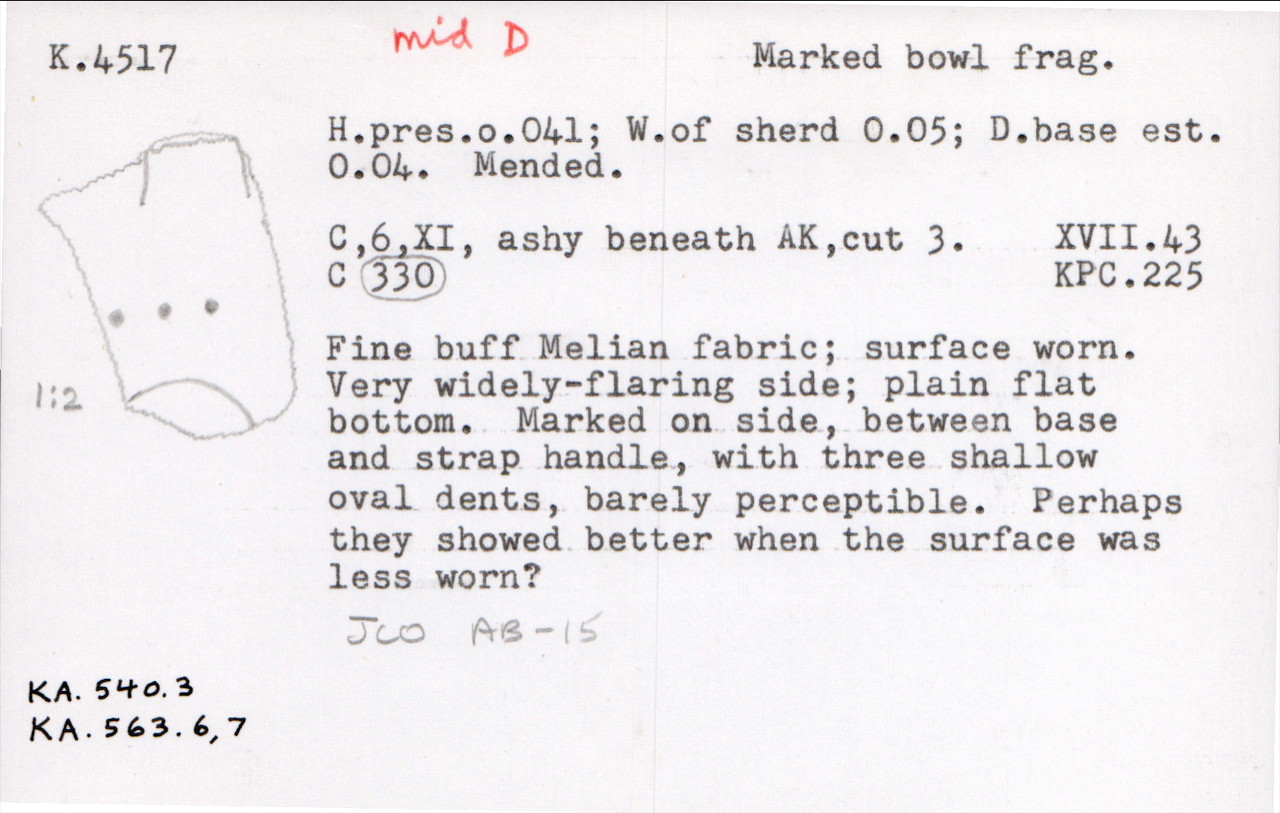 K.4517 mid D Marked bowl frag.
H.pres.o.041; W.of sherd 0.05; D.base est.
0.04. Mended.
C,6,XI, ashy beneath AK,cut 3. XVII.43
C 330 KPC.225
Fine buff Melian fabric; surface worn.
Very widely-flaring side; plain flat
bottom. Marked on side, between base
and strap handle, with three shallow
oval dents, barely perceptible. Perhaps
they showed better when the surface was
less worn?
1:2
JCO AB-15
KA. 540.3
KA. 563.6,7